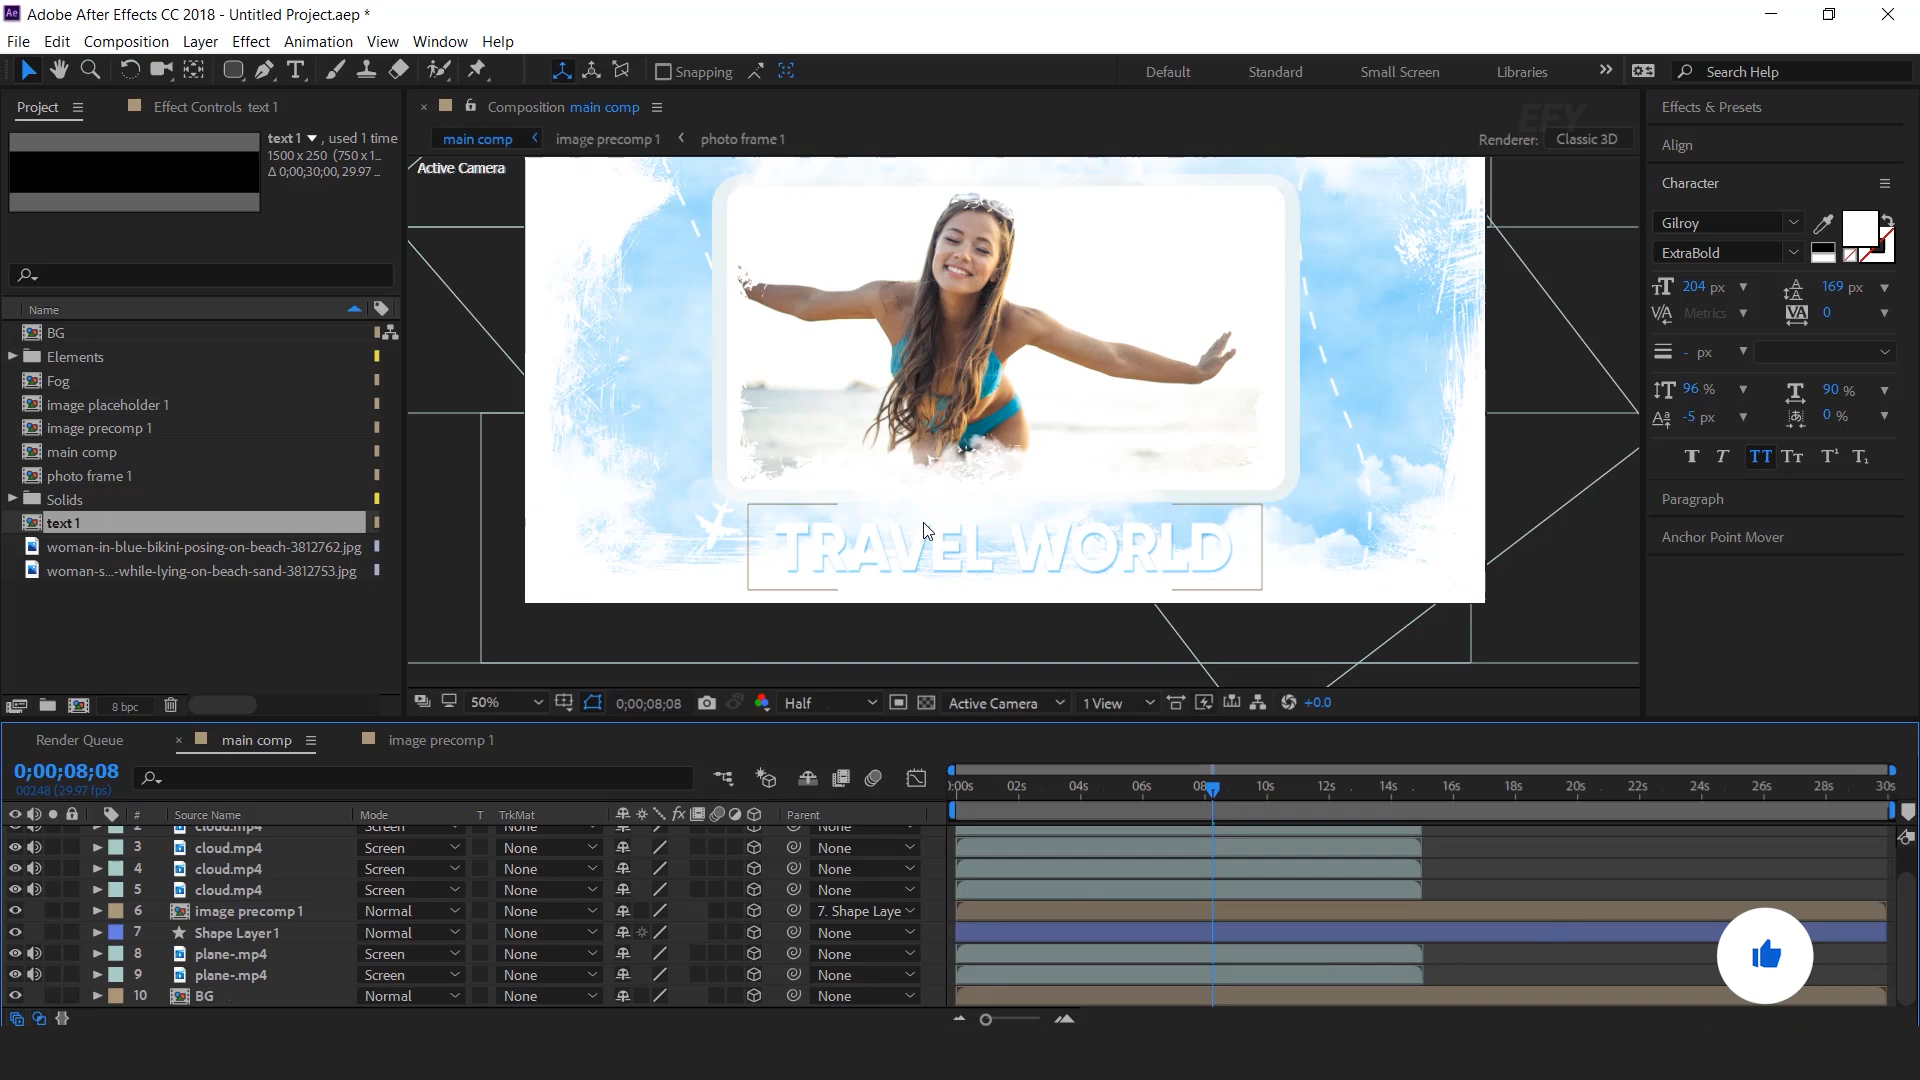 Ae Adobe After Effects CC 2018 - Untitled Project.aep *
File Edit Composition Layer Effect Animation View Window Help
Snapping Default Standard Small Screen Libraries Search Help
Project Effect Controls text 1
text 1 , used 1 time
1500 x 250 (750 x 1...
Δ 0;00;30;00, 29.97 ...
Name
BG
Elements
Fog
image placeholder 1
image precomp 1
main comp
photo frame 1
Solids
text 1
woman-in-blue-bikini-posing-on-beach-3812762.jpg
woman-s...-while-lying-on-beach-sand-3812753.jpg
8 bpc
Composition main comp
main comp image precomp 1 photo frame 1
EFY
Renderer: Classic 3D
Active Camera
TRAVEL WORLD
50% 0;00;08;08 Half Active Camera 1 View +0.0
Effects & Presets
Align
Character
Gilroy
ExtraBold
204 px 169 px
Metrics 0
- px
96 % 90 %
-5 px 0 %
Paragraph
Anchor Point Mover
Render Queue main comp image precomp 1
0;00;08;08
00248 (29.97 fps)
# Source Name Mode T TrkMat Parent
:00s 02s 04s 06s 08 10s 12s 14s 16s 18s 20s 22s 24s 26s 28s 30s
2 cloud.mp4 Screen None None
3 cloud.mp4 Screen None None
4 cloud.mp4 Screen None None
5 cloud.mp4 Screen None None
6 image precomp 1 Normal None 7. Shape Laye
7 Shape Layer 1 Normal None None
8 plane-.mp4 Screen None None
9 plane-.mp4 Screen None None
10 BG Normal None None